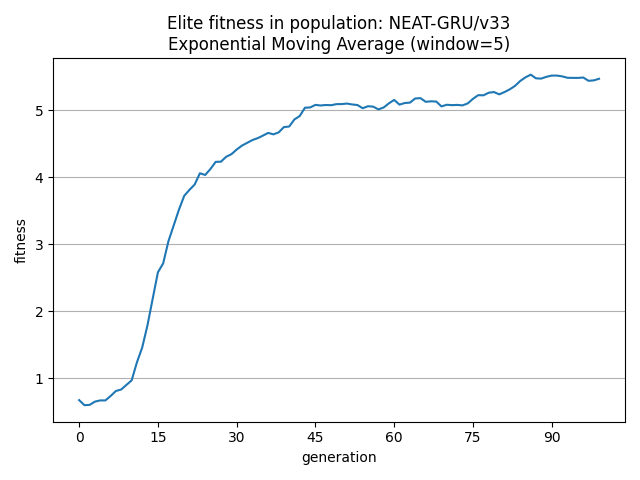 Elite fitness in population: NEAT-GRU/v33
Exponential Moving Average (window=5)
fitness
5
4
3
2
1
0 15 30 45 60 75 90
generation